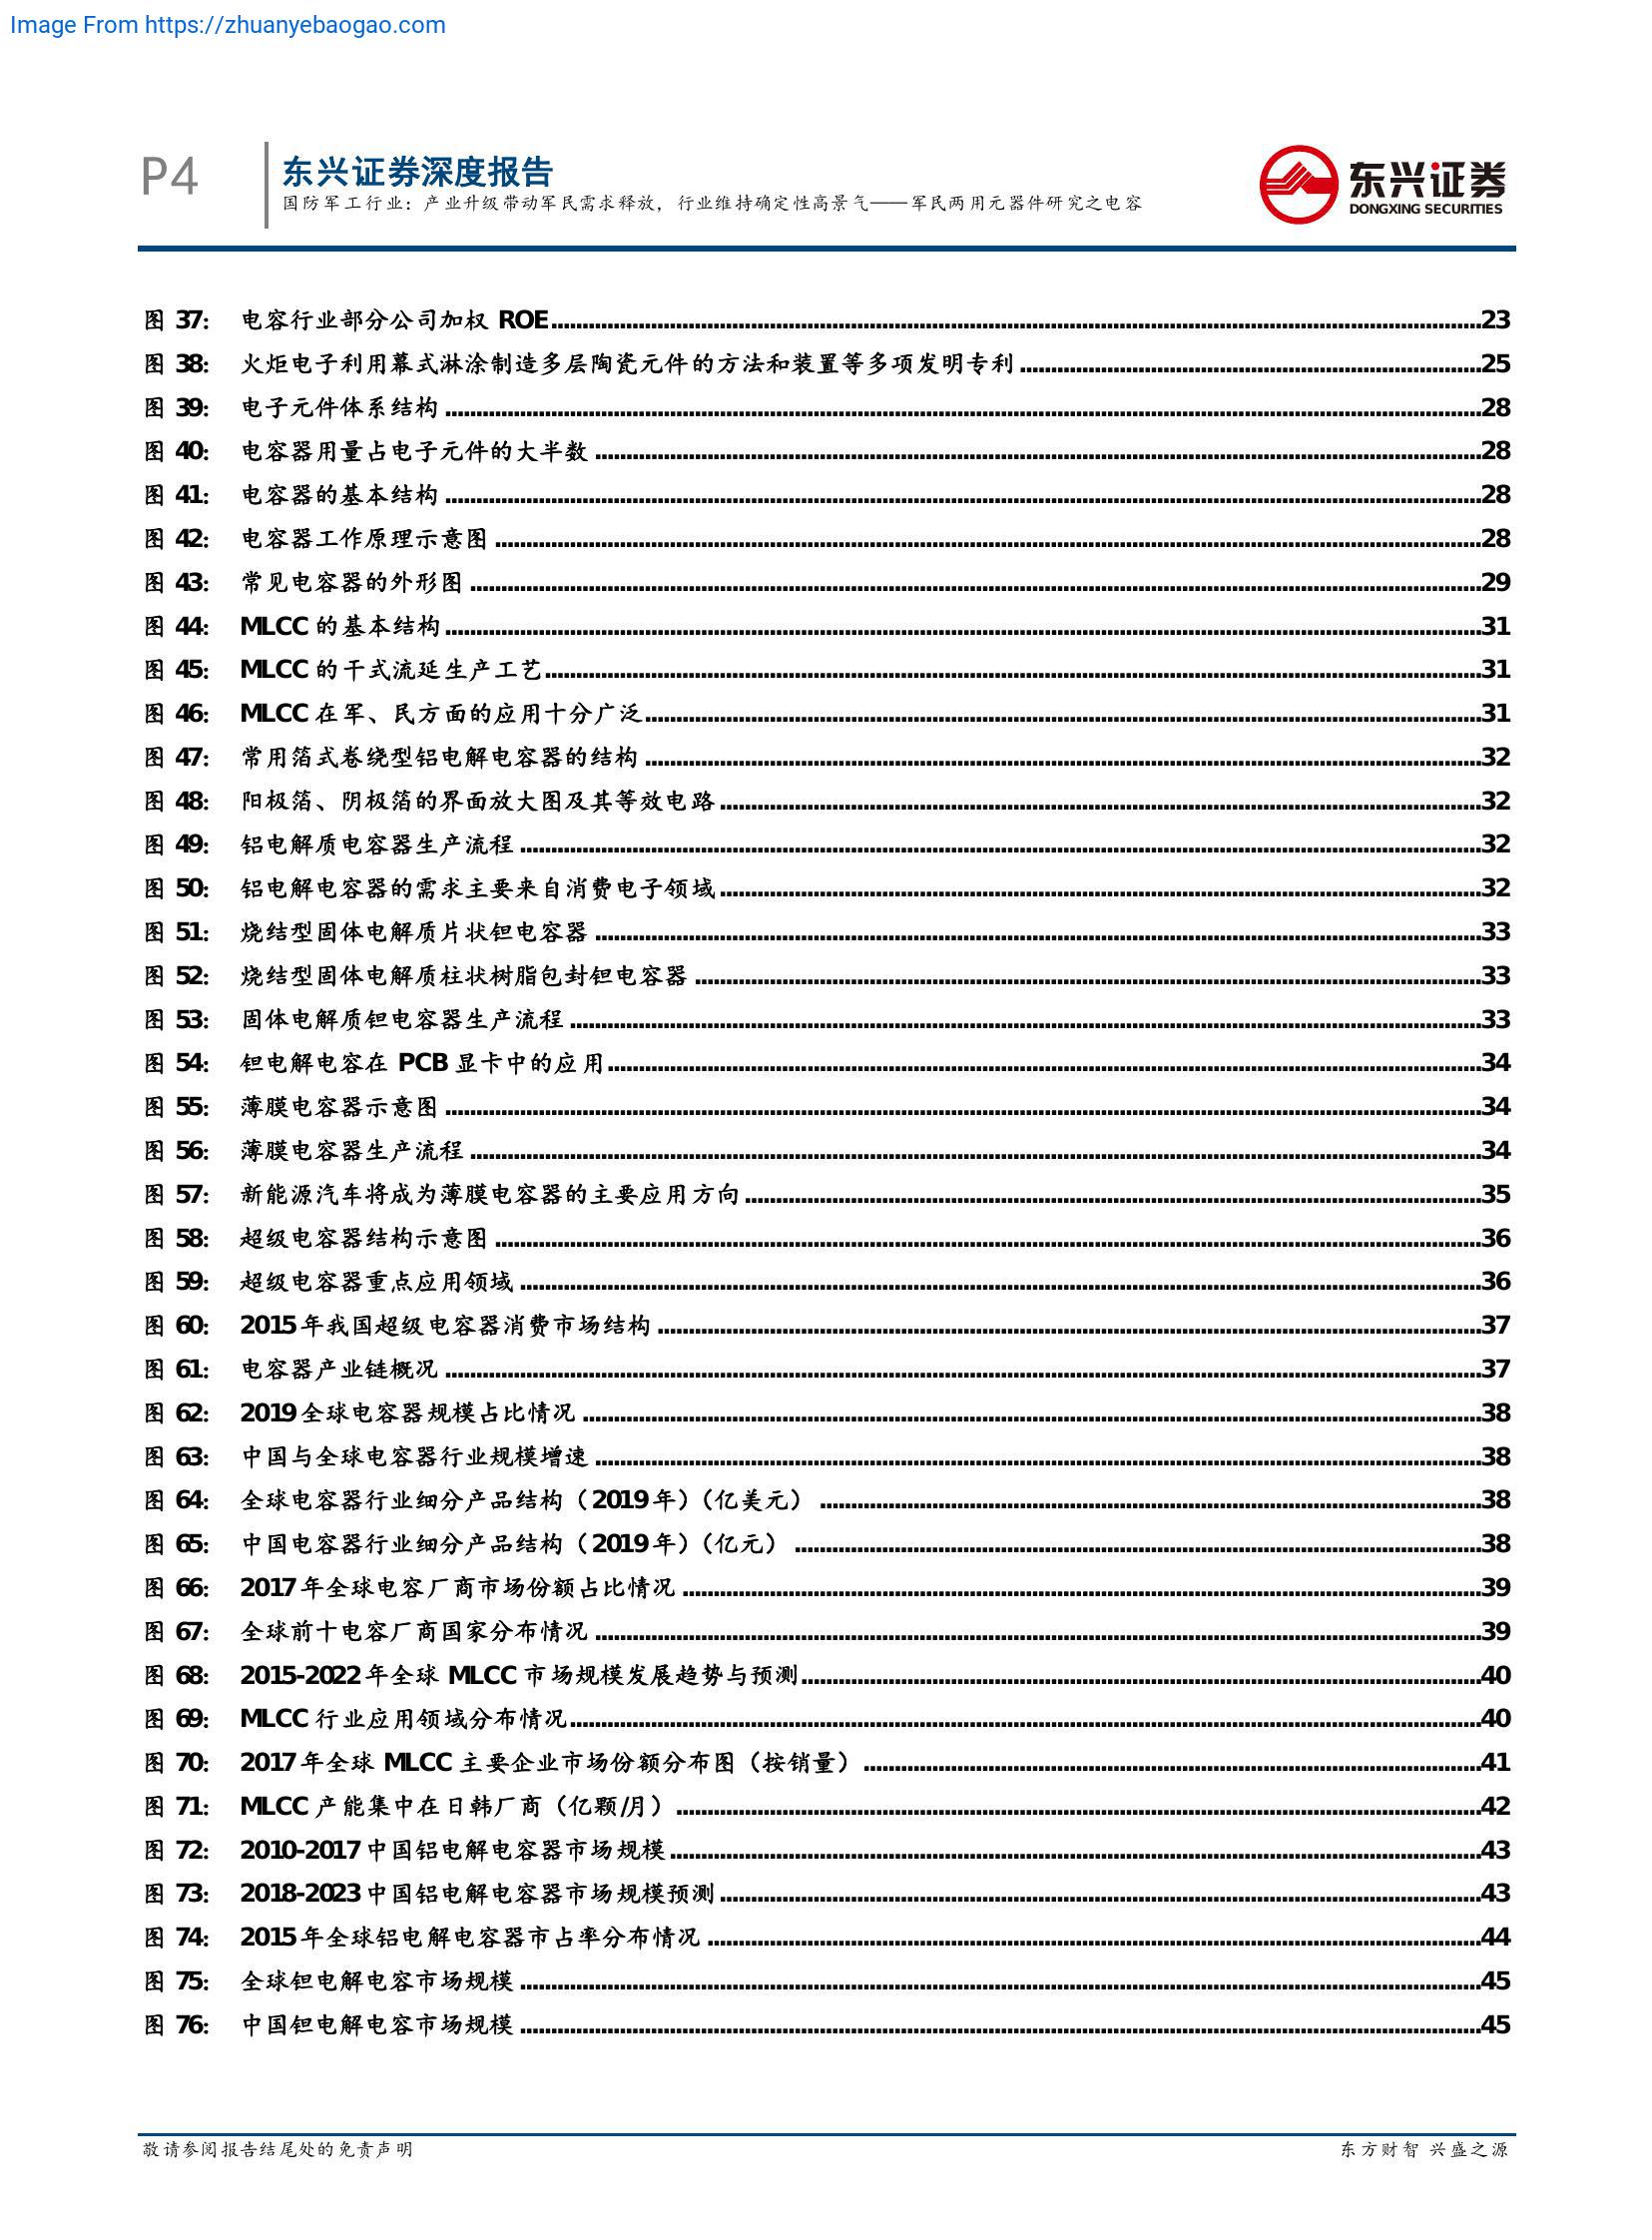 Image From https://zhuanyebaogao.com
P4
东兴证券深度报告
国防军工行业：产业升级带动军民需求释放，行业维持确定性高景气——军民两用元器件研究之电容
东兴证券
DONGXING SECURITIES
图 37： 电容行业部分公司加权 ROE 23
图 38： 火炬电子利用幕式淋涂制造多层陶瓷元件的方法和装置等多项发明专利 25
图 39： 电子元件体系结构 28
图 40： 电容器用量占电子元件的大半数 28
图 41： 电容器的基本结构 28
图 42： 电容器工作原理示意图 28
图 43： 常见电容器的外形图 29
图 44： MLCC 的基本结构 31
图 45： MLCC 的干式流延生产工艺 31
图 46： MLCC 在军、民方面的应用十分广泛 31
图 47： 常用箔式卷绕型铝电解电容器的结构 32
图 48： 阳极箔、阴极箔的界面放大图及其等效电路 32
图 49： 铝电解质电容器生产流程 32
图 50： 铝电解电容器的需求主要来自消费电子领域 32
图 51： 烧结型固体电解质片状钽电容器 33
图 52： 烧结型固体电解质柱状树脂包封钽电容器 33
图 53： 固体电解质钽电容器生产流程 33
图 54： 钽电解电容在 PCB 显卡中的应用 34
图 55： 薄膜电容器示意图 34
图 56： 薄膜电容器生产流程 34
图 57： 新能源汽车将成为薄膜电容器的主要应用方向 35
图 58： 超级电容器结构示意图 36
图 59： 超级电容器重点应用领域 36
图 60： 2015 年我国超级电容器消费市场结构 37
图 61： 电容器产业链概况 37
图 62： 2019 全球电容器规模占比情况 38
图 63： 中国与全球电容器行业规模增速 38
图 64： 全球电容器行业细分产品结构（2019 年）（亿美元） 38
图 65： 中国电容器行业细分产品结构（2019 年）（亿元） 38
图 66： 2017 年全球电容厂商市场份额占比情况 39
图 67： 全球前十电容厂商国家分布情况 39
图 68： 2015-2022 年全球 MLCC 市场规模发展趋势与预测 40
图 69： MLCC 行业应用领域分布情况 40
图 70： 2017 年全球 MLCC 主要企业市场份额分布图（按销量） 41
图 71： MLCC 产能集中在日韩厂商（亿颗/月） 42
图 72： 2010-2017 中国铝电解电容器市场规模 43
图 73： 2018-2023 中国铝电解电容器市场规模预测 43
图 74： 2015 年全球铝电解电容器市占率分布情况 44
图 75： 全球钽电解电容市场规模 45
图 76： 中国钽电解电容市场规模 45
敬请参阅报告结尾处的免责声明
东方财智 兴盛之源